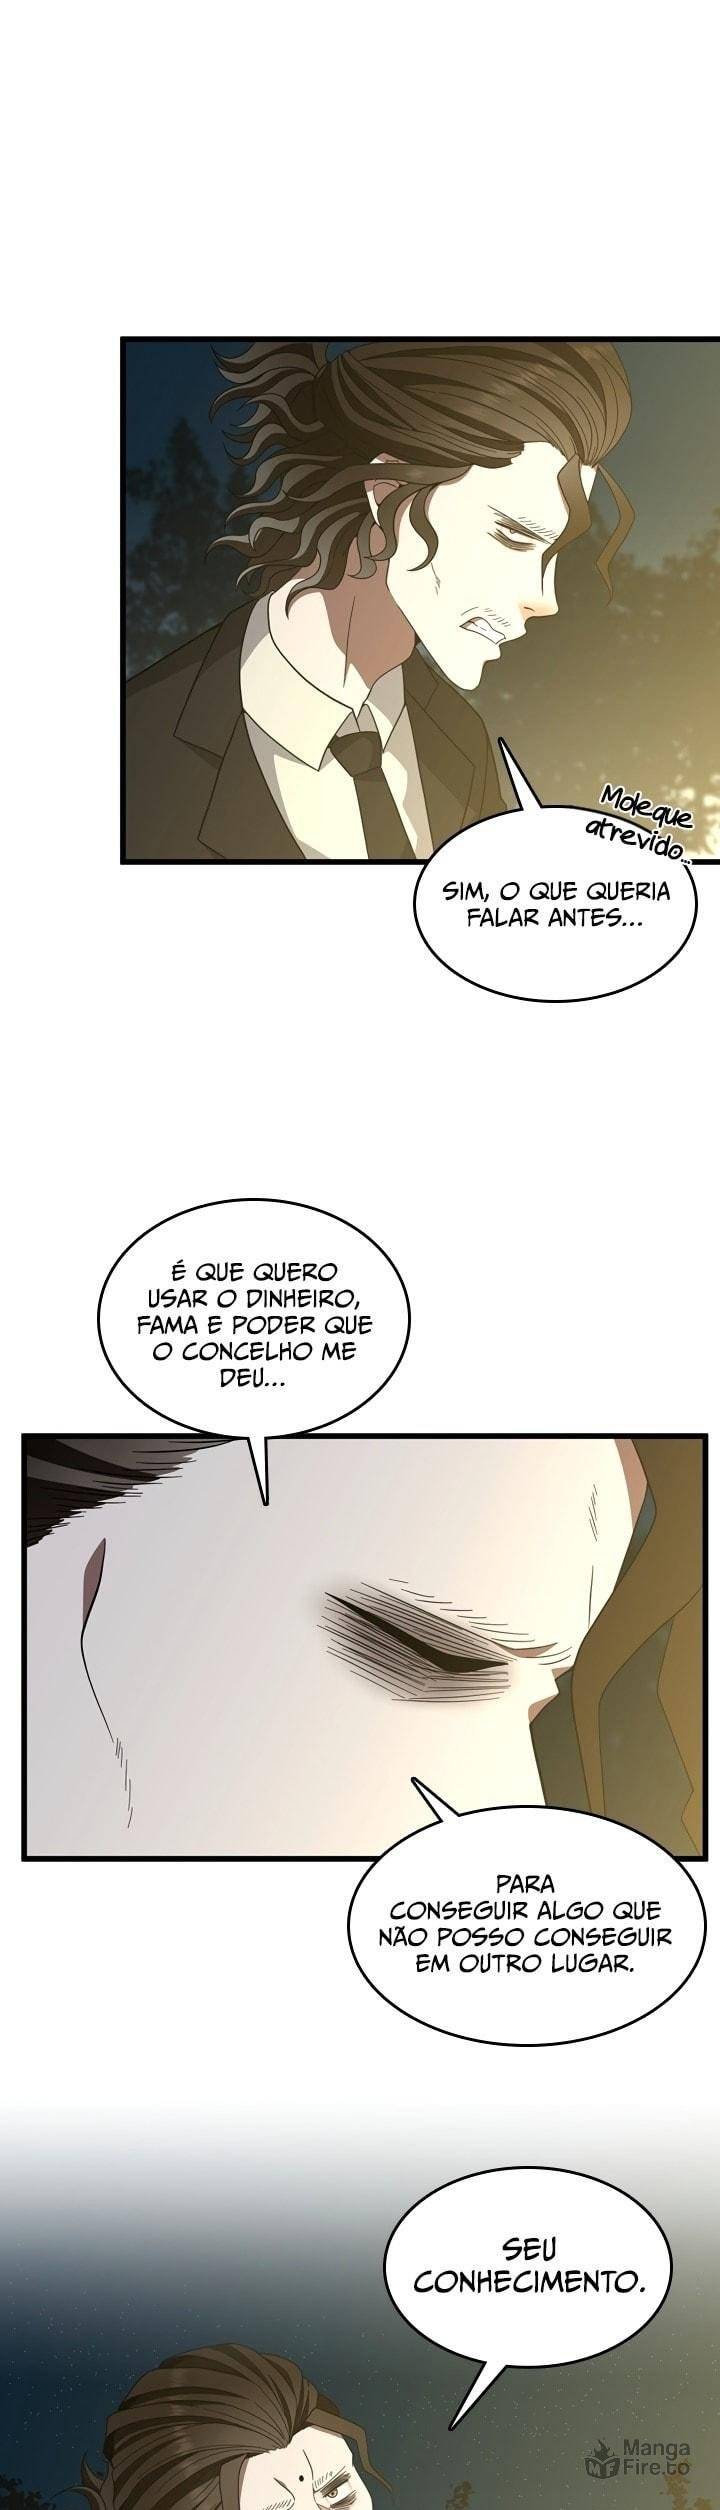 Moleque
atrevido...
SIM, O QUE QUERIA
FALAR ANTES...
É QUE QUERO
USAR O DINHEIRO,
FAMA E PODER QUE
O CONCELHO ME
DEU...
PARA
CONSEGUIR ALGO QUE
NÃO POSSO CONSEGUIR
EM OUTRO LUGAR.
SEU
CONHECIMENTO.
Manga
MF Fire.to